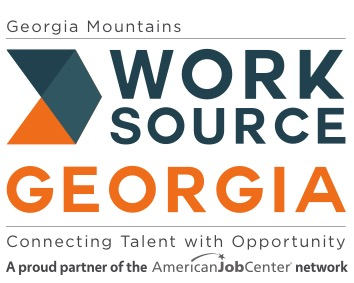 Georgia Mountains
WORK
SOURCE
GEORGIA
Connecting Talent with Opportunity
A proud partner of the AmericanJobCenter® network